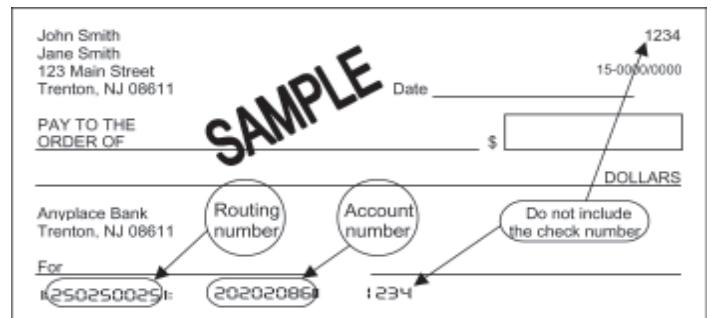 John Smith
1234
Jane Smith
123 Main Street
15-0000/0000
Trenton, NJ 08611
Date
SAMPLE
PAY TO THE
ORDER OF
$
DOLLARS
Anyplace Bank
Trenton, NJ 08611
Routing
number
Account
number
Do not include
the check number
For
250250025
202020860
1234